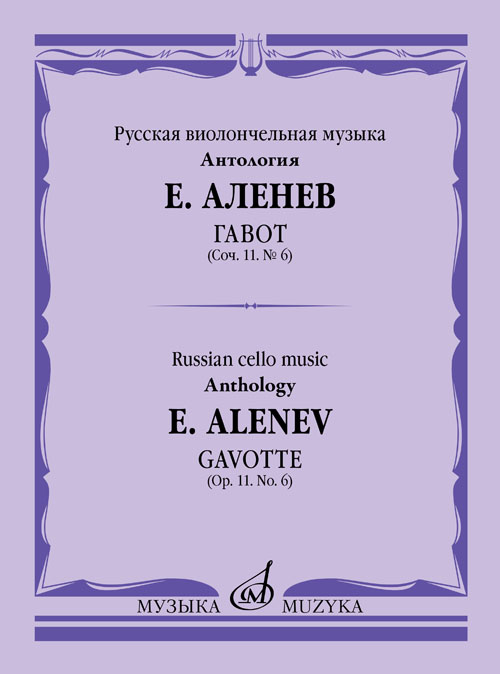 Русская виолончельная музыка
Антология
Е. АЛЕНЕВ
ГАВОТ
(Соч. 11. № 6)
Russian cello music
Anthology
E. ALENEV
GAVOTTE
(Op. 11. No. 6)
МУЗЫКА М MUZYKA